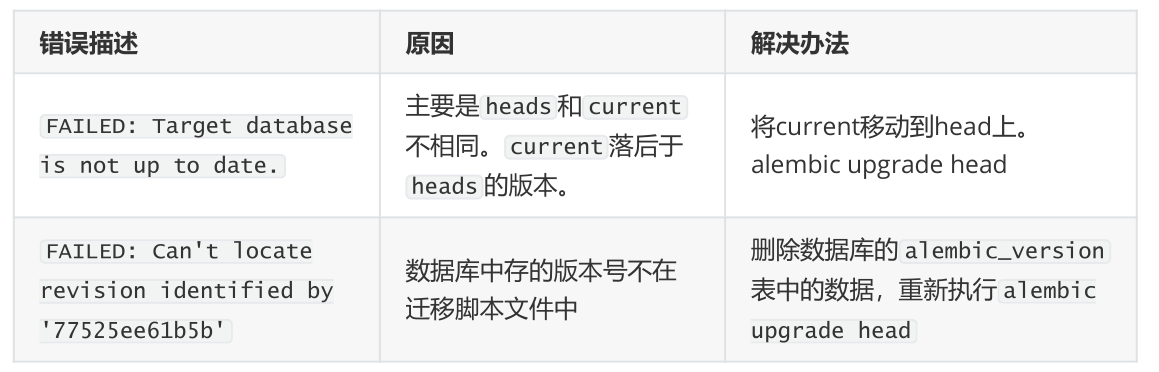 错误描述
原因
解决办法
FAILED: Target database
is not up to date.
主要是heads和current
不相同。current落后于
heads的版本。
将current移动到head上。
alembic upgrade head
FAILED: Can't locate
revision identified by
'77525ee61b5b'
数据库中存的版本号不在
迁移脚本文件中
删除数据库的alembic_version
表中的数据，重新执行alembic
upgrade head